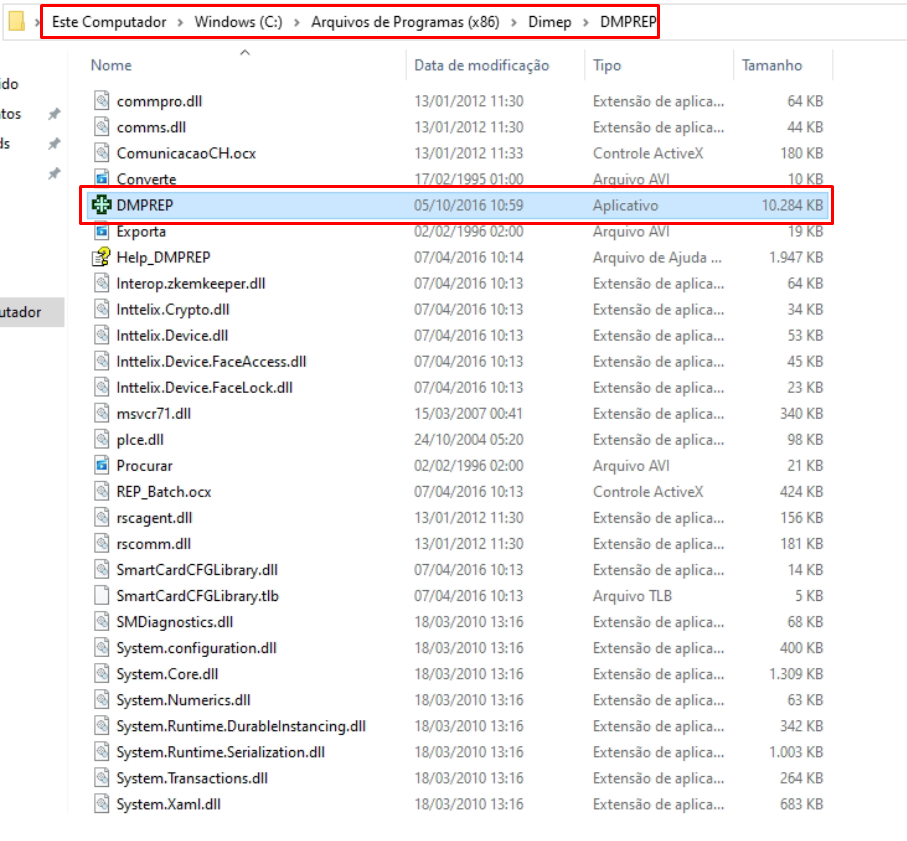 Este Computador > Windows (C:) > Arquivos de Programas (x86) > Dimep > DMPREP
Nome Data de modificação Tipo Tamanho
ido
commpro.dll 13/01/2012 11:30 Extensão de aplica... 64 KB
tos
comms.dll 13/01/2012 11:30 Extensão de aplica... 44 KB
ds
ComunicacaoCH.ocx 13/01/2012 11:33 Controle ActiveX 180 KB
Converte 17/02/1995 01:00 Arquivo AVI 10 KB
DMPREP 05/10/2016 10:59 Aplicativo 10.284 KB
Exporta 02/02/1996 02:00 Arquivo AVI 19 KB
Help_DMPREP 07/04/2016 10:14 Arquivo de Ajuda ... 1.947 KB
Interop.zkemkeeper.dll 07/04/2016 10:13 Extensão de aplica... 64 KB
utador
Inttelix.Crypto.dll 07/04/2016 10:13 Extensão de aplica... 34 KB
Inttelix.Device.dll 07/04/2016 10:13 Extensão de aplica... 53 KB
Inttelix.Device.FaceAccess.dll 07/04/2016 10:13 Extensão de aplica... 45 KB
Inttelix.Device.FaceLock.dll 07/04/2016 10:13 Extensão de aplica... 23 KB
msvcr71.dll 15/03/2007 00:41 Extensão de aplica... 340 KB
plce.dll 24/10/2004 05:20 Extensão de aplica... 98 KB
Procurar 02/02/1996 02:00 Arquivo AVI 21 KB
REP_Batch.ocx 07/04/2016 10:13 Controle ActiveX 424 KB
rscagent.dll 13/01/2012 11:30 Extensão de aplica... 156 KB
rscomm.dll 13/01/2012 11:30 Extensão de aplica... 181 KB
SmartCardCFGLibrary.dll 07/04/2016 10:13 Extensão de aplica... 14 KB
SmartCardCFGLibrary.tlb 07/04/2016 10:13 Arquivo TLB 5 KB
SMDiagnostics.dll 18/03/2010 13:16 Extensão de aplica... 68 KB
System.configuration.dll 18/03/2010 13:16 Extensão de aplica... 400 KB
System.Core.dll 18/03/2010 13:16 Extensão de aplica... 1.309 KB
System.Numerics.dll 18/03/2010 13:16 Extensão de aplica... 63 KB
System.Runtime.DurableInstancing.dll 18/03/2010 13:16 Extensão de aplica... 342 KB
System.Runtime.Serialization.dll 18/03/2010 13:16 Extensão de aplica... 1.003 KB
System.Transactions.dll 18/03/2010 13:16 Extensão de aplica... 264 KB
System.Xaml.dll 18/03/2010 13:16 Extensão de aplica... 683 KB